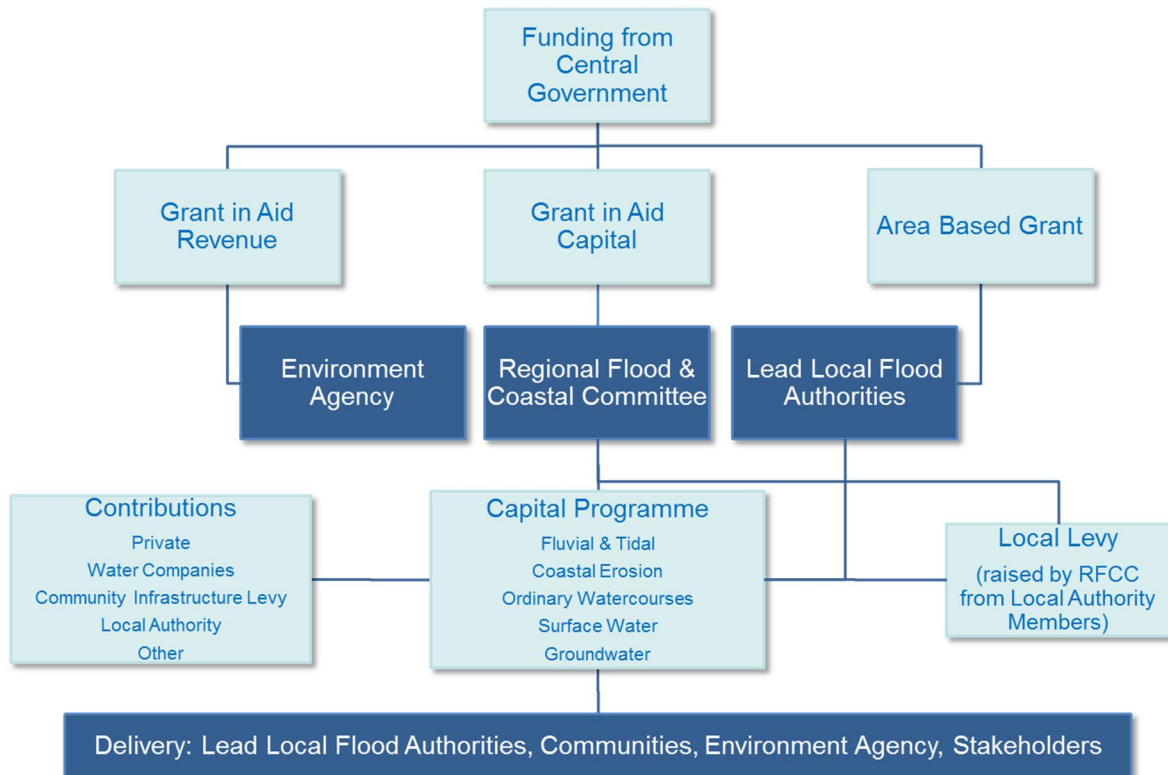 Funding from
Central
Government
Grant in Aid
Revenue
Grant in Aid
Capital
Area Based Grant
Environment
Agency
Regional Flood &
Coastal Committee
Lead Local Flood
Authorities
Contributions
Private
Water Companies
Community Infrastructure Levy
Local Authority
Other
Capital Programme
Fluvial & Tidal
Coastal Erosion
Ordinary Watercourses
Surface Water
Groundwater
Local Levy
(raised by RFCC
from Local Authority
Members)
Delivery: Lead Local Flood Authorities, Communities, Environment Agency, Stakeholders